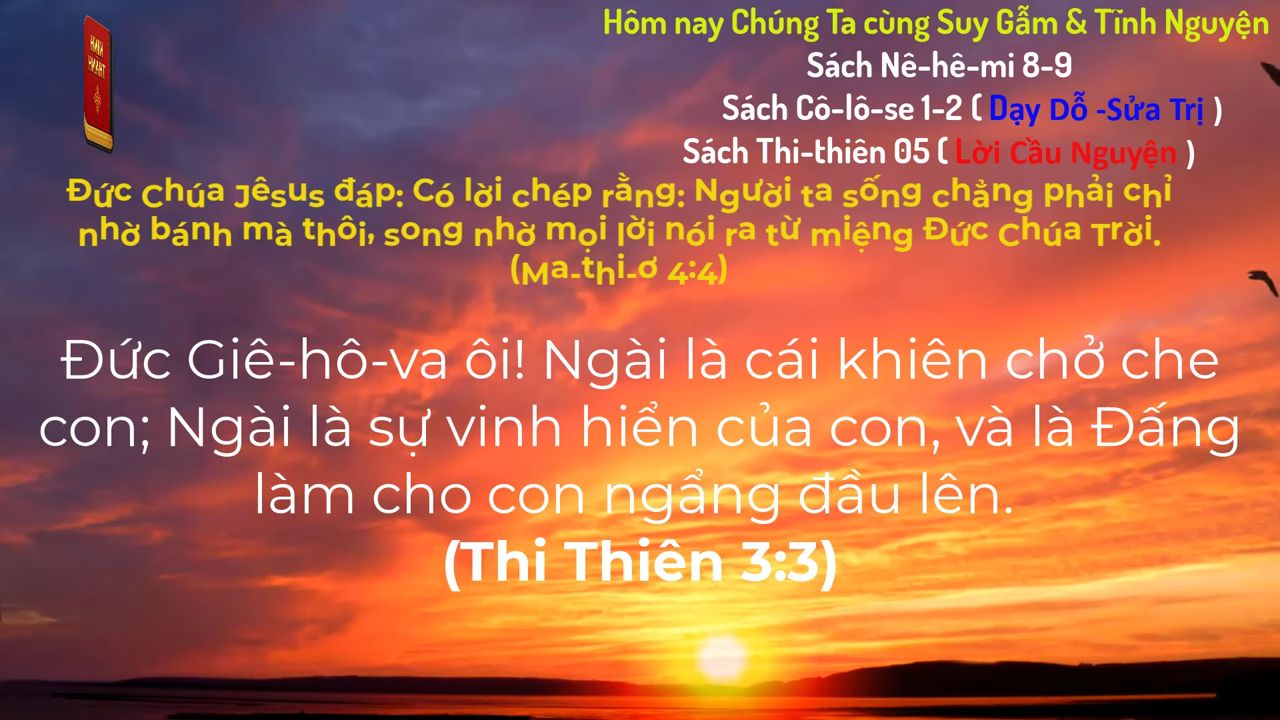 Hôm nay Chúng Ta cùng Suy Gẫm & Tĩnh Nguyện
Sách Nê-hê-mi 8-9
Sách Cô-lô-se 1-2 ( Dạy Dỗ -Sửa Trị )
Sách Thi-thiên 05 ( Lời Cầu Nguyện )
Đức Chúa Jêsus đáp: Có lời chép rằng: Người ta sống chẳng phải chỉ
nhờ bánh mà thôi, song nhờ mọi lời nói ra từ miệng Đức Chúa Trời.
(Ma-thi-ơ 4:4)
Đức Giê-hô-va ôi! Ngài là cái khiên chở che
con; Ngài là sự vinh hiển của con, và là Đấng
làm cho con ngẩng đầu lên.
(Thi Thiên 3:3)